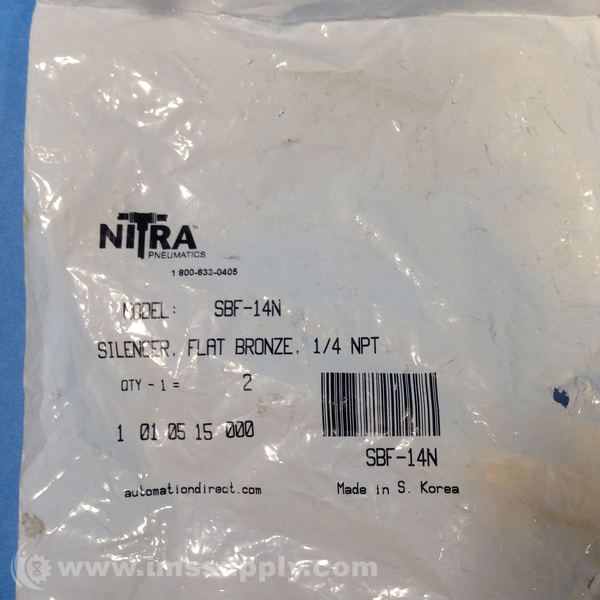 NITRA™
PNEUMATICS
1 800-633-0405
MODEL: SBF-14N
SILENCER, FLAT BRONZE, 1/4 NPT
QTY - 1 = 2
1 01 05 15 000
SBF-14N
automationdirect.com Made in S. Korea
www.imssupply.com